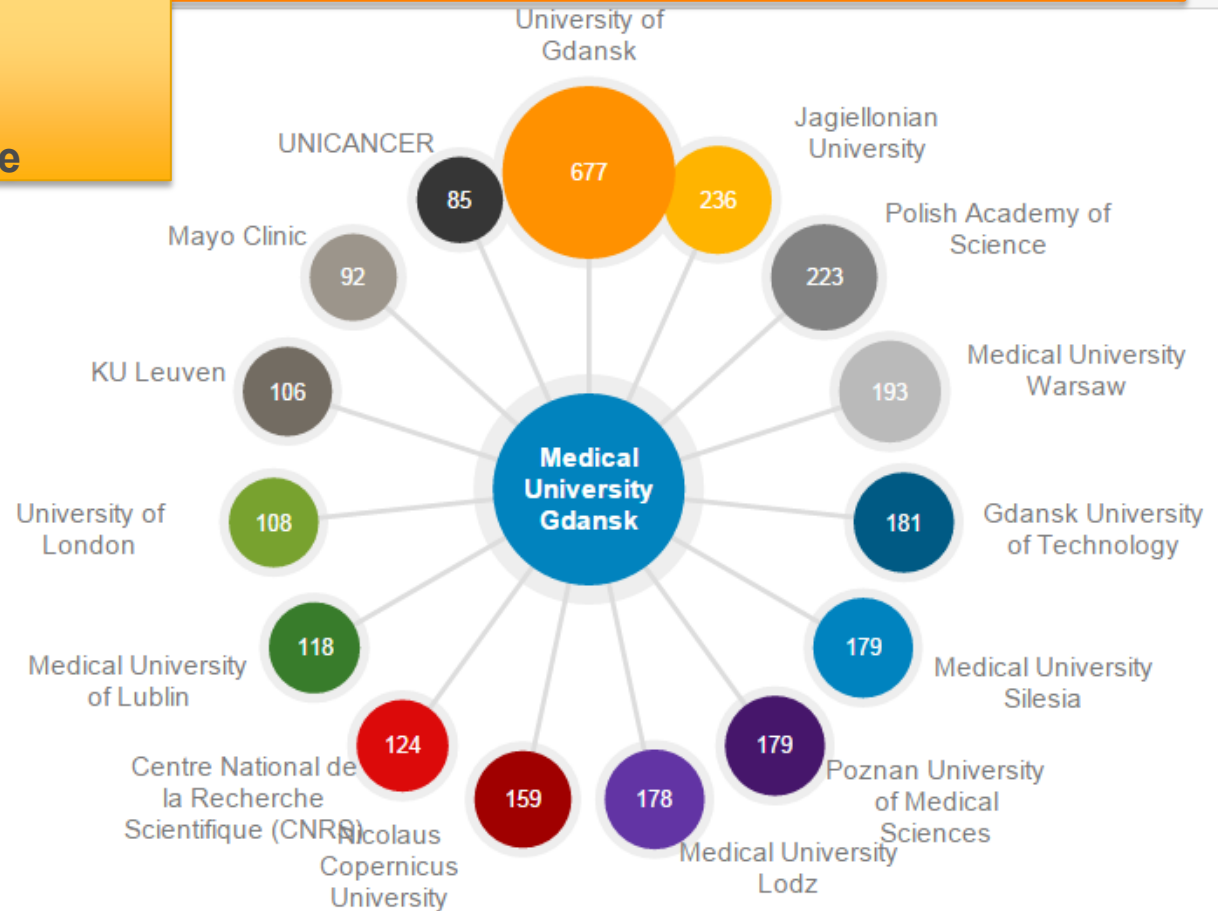 e
University of
Gdansk
677
Jagiellonian
University
236
Polish Academy of
Science
223
Medical University
Warsaw
193
Gdansk University
of Technology
181
Medical University
Silesia
179
Poznan University
of Medical
Sciences
179
Medical University
Lodz
178
Nicolaus
Copernicus
University
159
Centre National de
la Recherche
Scientifique (CNRS)
124
Medical University
of Lublin
118
University of
London
108
KU Leuven
106
Mayo Clinic
92
UNICANCER
85
Medical
University
Gdansk